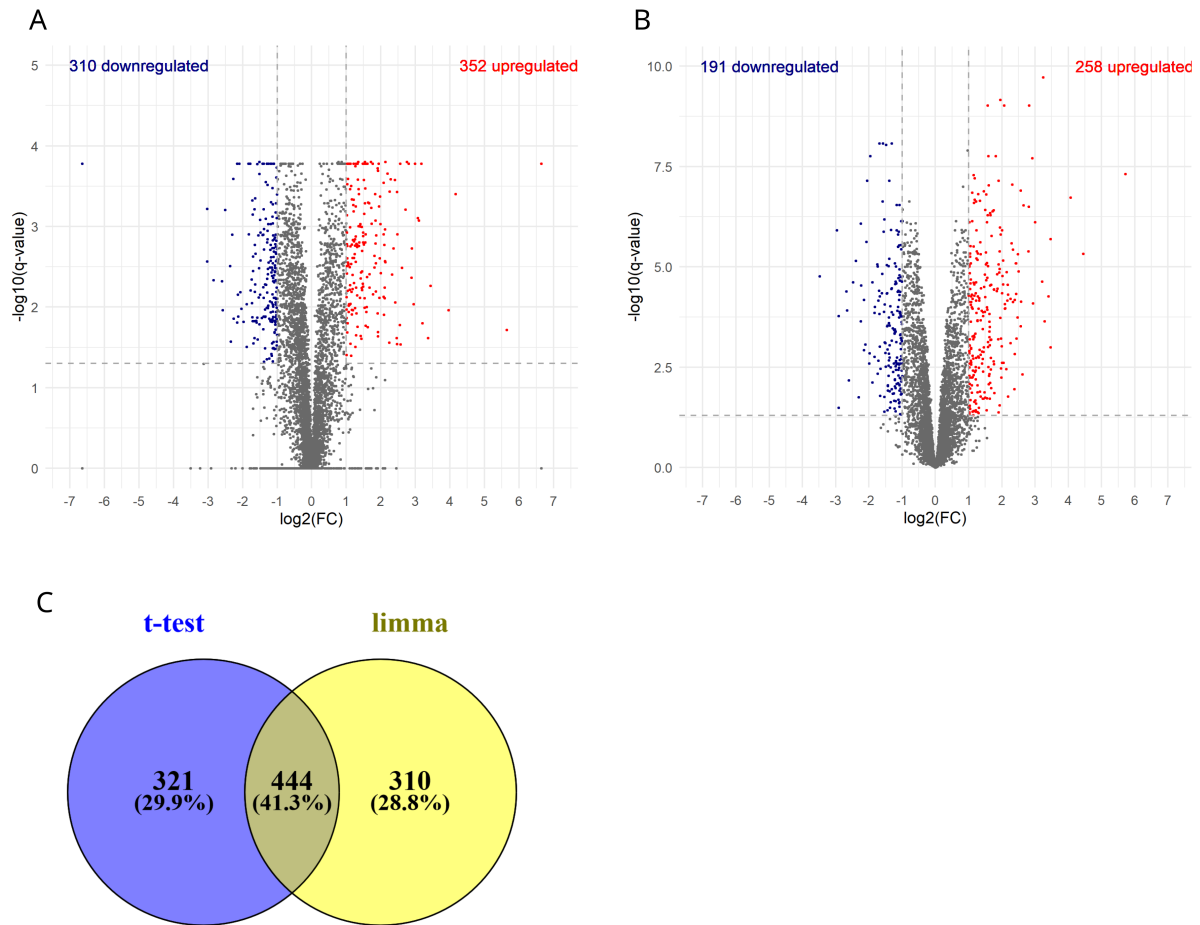 A
310 downregulated
352 upregulated
5
4
3
2
1
0
-log10(q-value)
-7 -6 -5 -4 -3 -2 -1 0 1 2 3 4 5 6 7
log2(FC)
B
191 downregulated
258 upregulated
10.0
7.5
5.0
2.5
0.0
-log10(q-value)
-7 -6 -5 -4 -3 -2 -1 0 1 2 3 4 5 6 7
log2(FC)
C
t-test
limma
321
(29.9%)
444
(41.3%)
310
(28.8%)